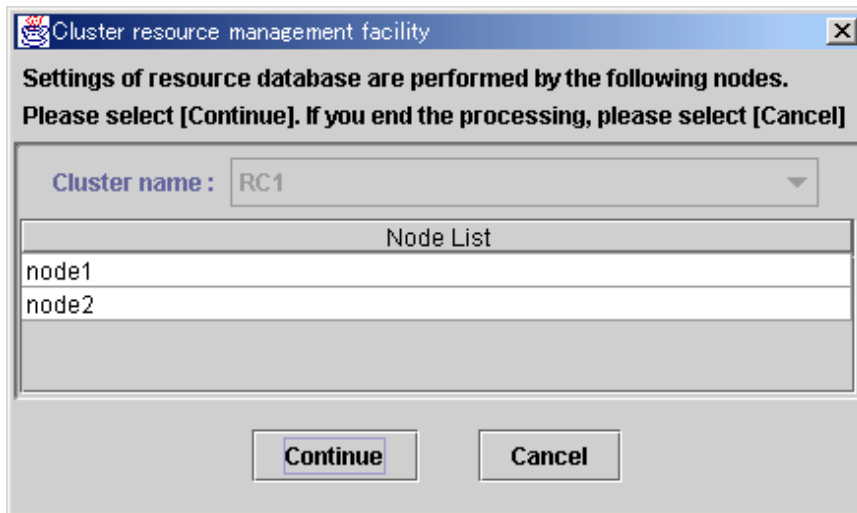 Cluster resource management facility
Settings of resource database are performed by the following nodes.
Please select [Continue]. If you end the processing, please select [Cancel]
Cluster name : RC1
Node List
node1
node2
Continue Cancel